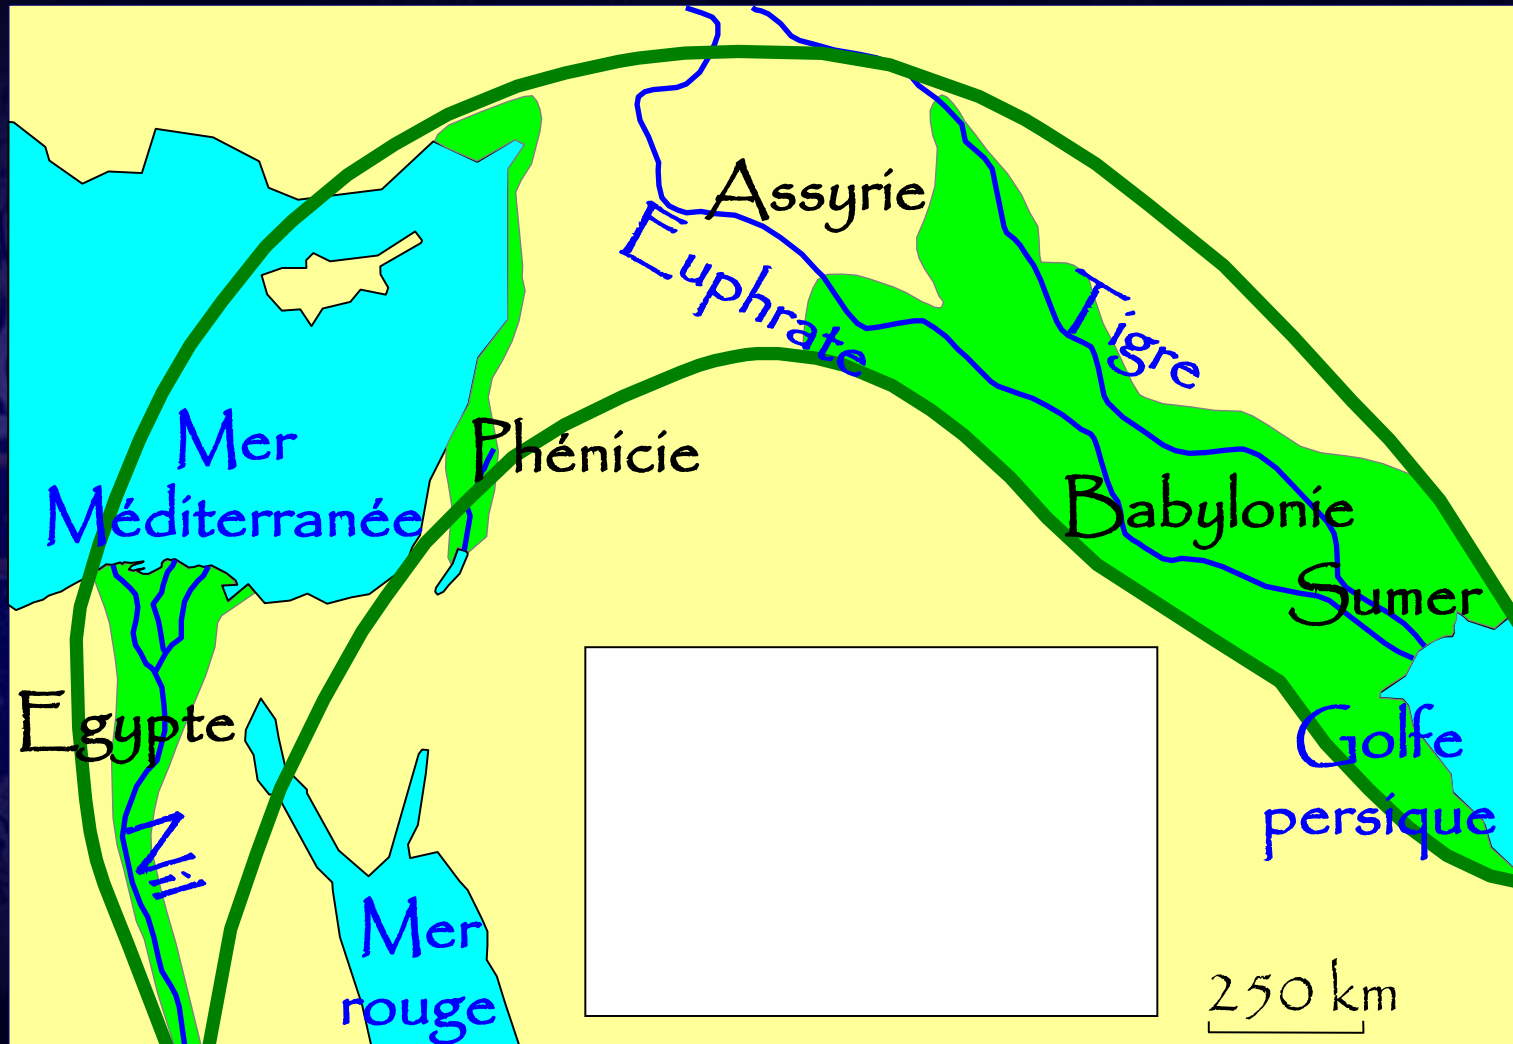 Assyrie
Euphrate
Tigre
Mer
Méditerranée
Phénicie
Babylonie
Sumer
Egypte
Golfe
persique
Nil
Mer
rouge
250 km